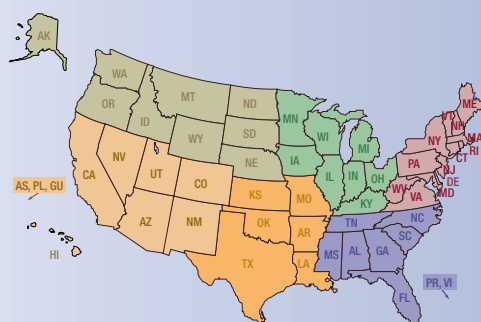 AK
WA
MT
ND
OR
ID
SD
WY
NE
MN
WI
MI
IA
IL
IN
OH
KY
ME
VT
NH
NY
MA
RI
CT
PA
NJ
DE
MD
WV
VA
NV
UT
CO
CA
AZ
NM
KS
MO
OK
AR
TX
LA
TN
NC
SC
MS
AL
GA
FL
AS, PL, GU
HI
PR, VI